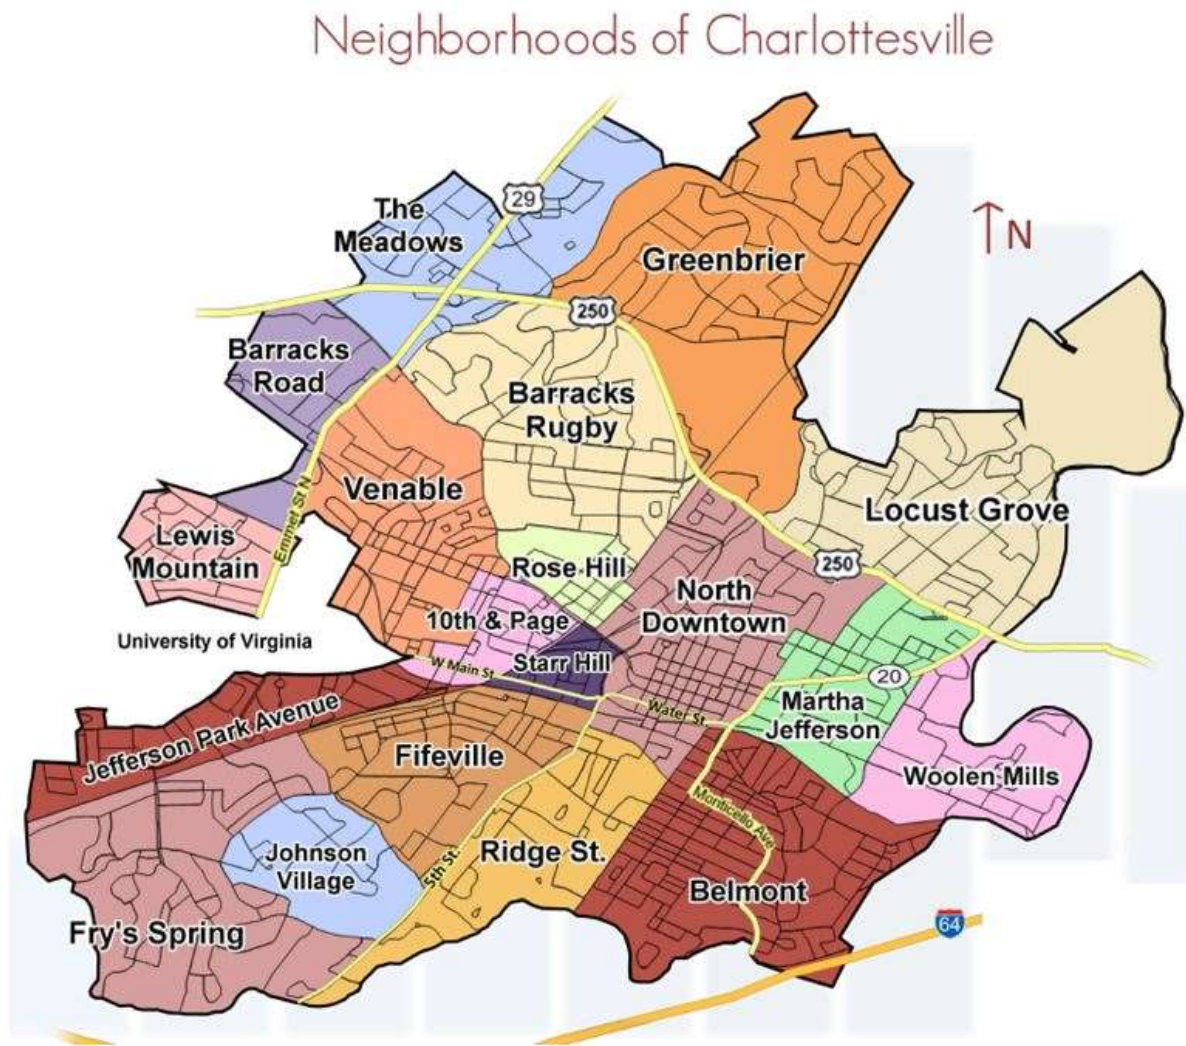 Neighborhoods of Charlottesville
29
The
Meadows
N
Greenbrier
250
Barracks
Road
Barracks
Rugby
Venable
Emmet St N
Locust Grove
Lewis
Mountain
250
Rose Hill
North
Downtown
10th & Page
University of Virginia
Starr Hill
W Main St
20
Jefferson Park Avenue
Water St.
Martha
Jefferson
Fifeville
Woolen Mills
Monticello Ave
Johnson
Village
5th St.
Ridge St.
Belmont
Fry's Spring
64